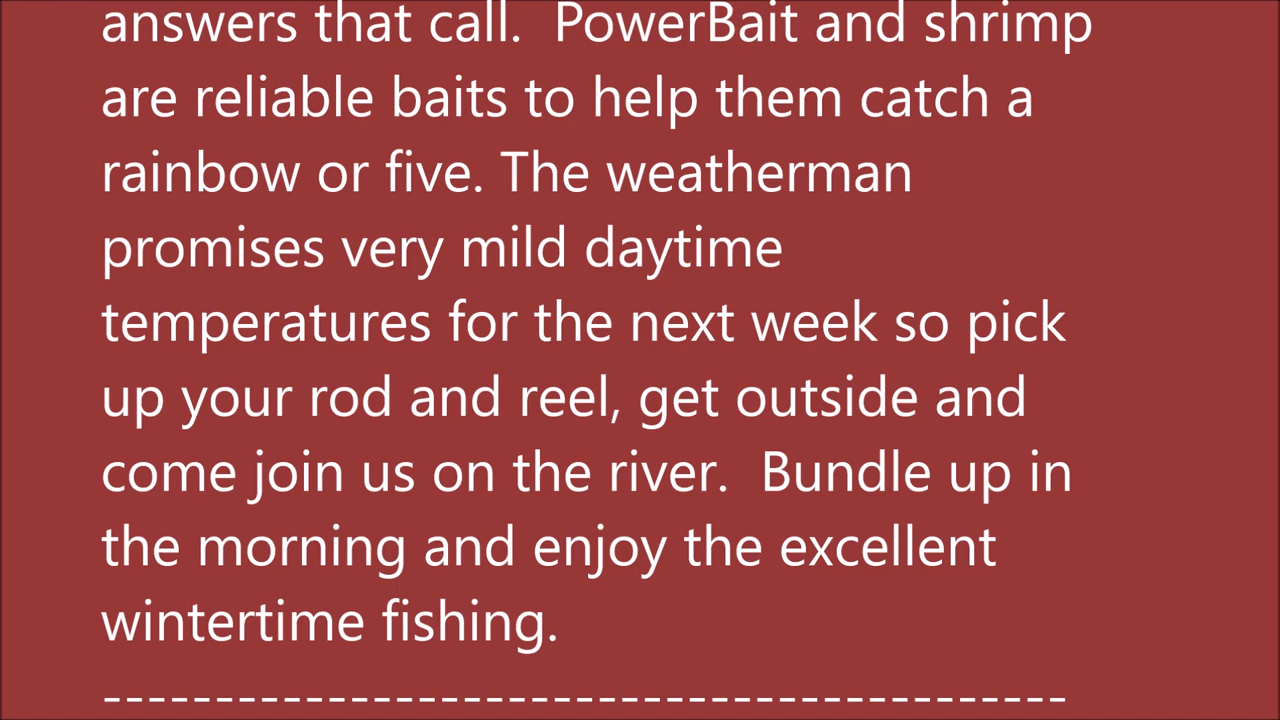 answers that call.  PowerBait and shrimp
are reliable baits to help them catch a
rainbow or five. The weatherman
promises very mild daytime
temperatures for the next week so pick
up your rod and reel, get outside and
come join us on the river.  Bundle up in
the morning and enjoy the excellent
wintertime fishing.
-------------------------------------------